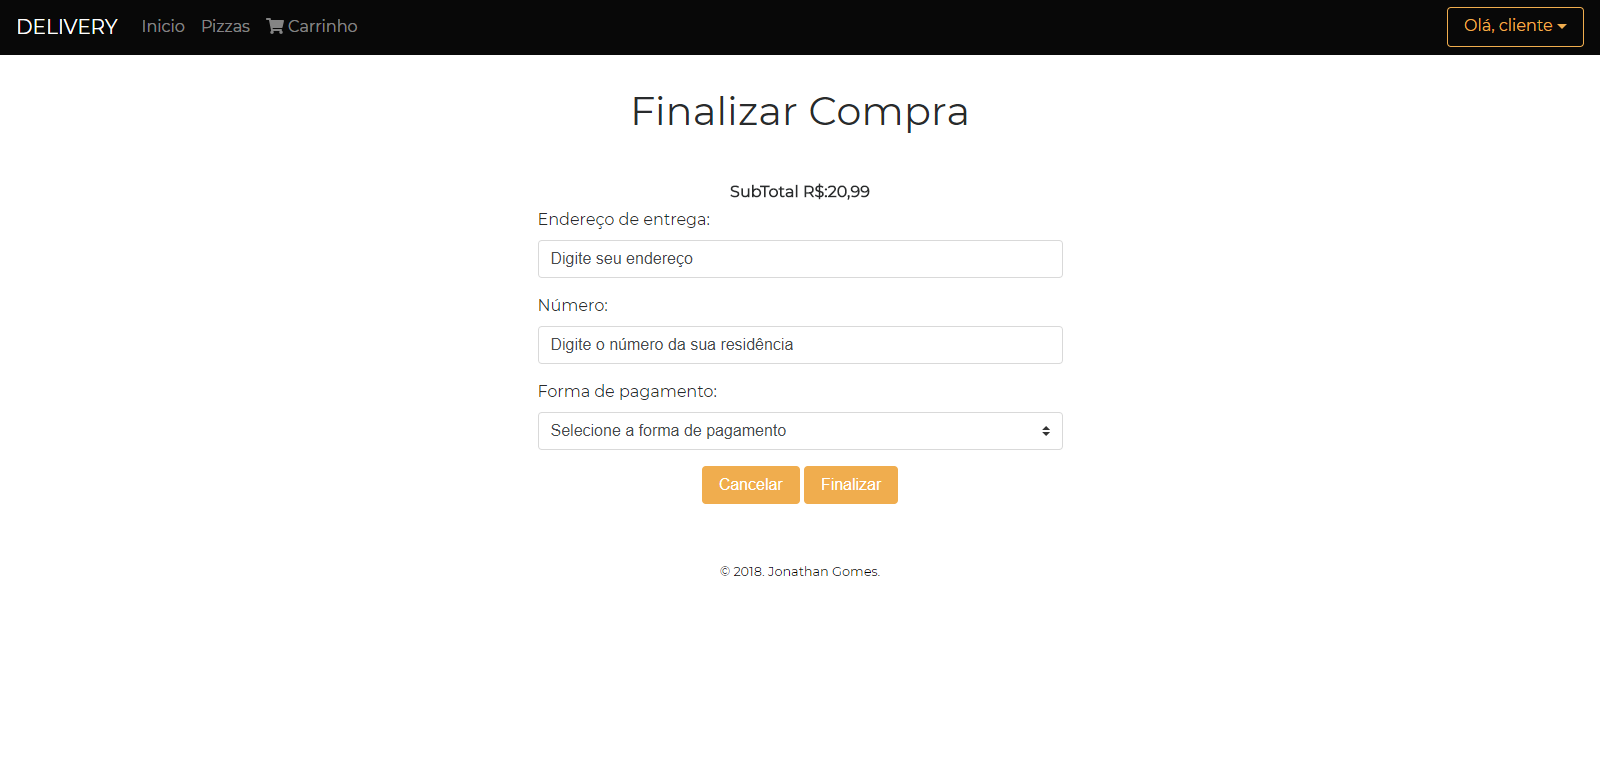 DELIVERY Inicio Pizzas Carrinho Olá, cliente
Finalizar Compra
SubTotal R$:20,99
Endereço de entrega:
Digite seu endereço
Número:
Digite o número da sua residência
Forma de pagamento:
Selecione a forma de pagamento
Cancelar Finalizar
© 2018. Jonathan Gomes.